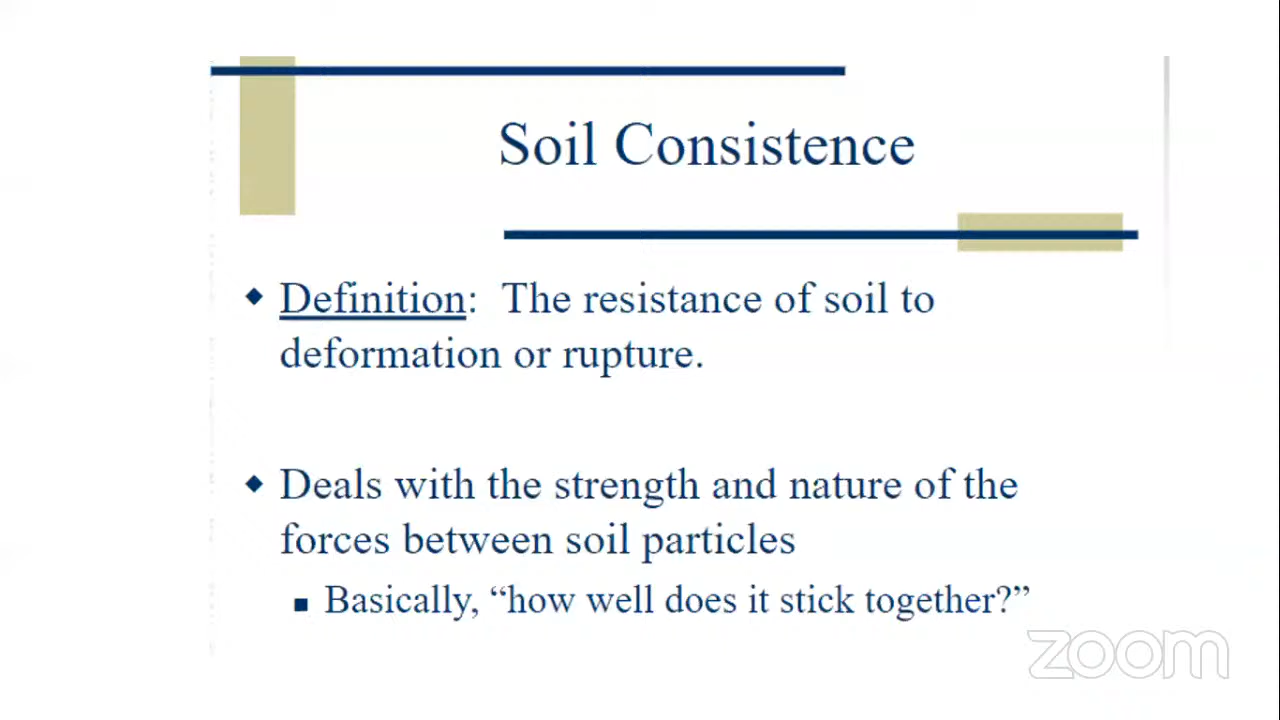 Soil Consistence
Definition: The resistance of soil to
deformation or rupture.
Deals with the strength and nature of the
forces between soil particles
Basically, “how well does it stick together?”
zoom